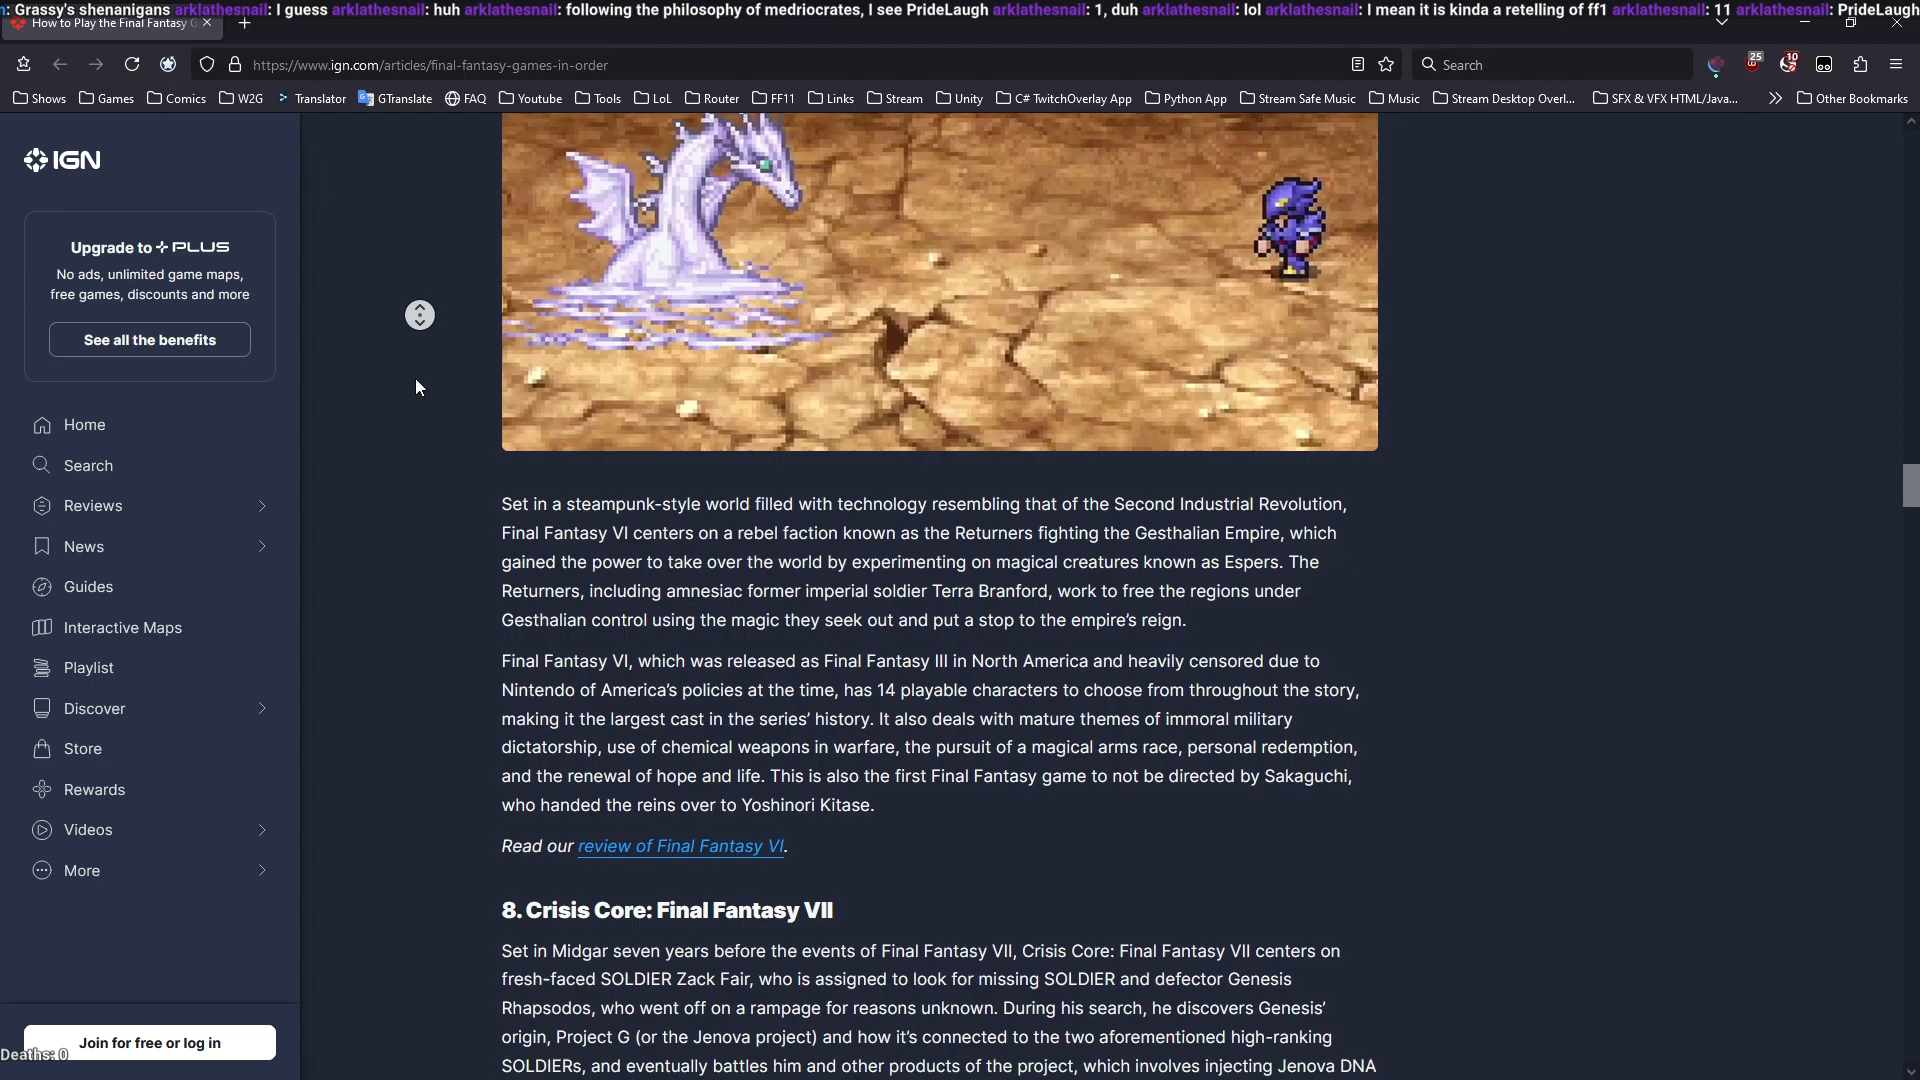 : Grassy's shenanigans arklathesnail: I guess arklathesnail: huh arklathesnail: following the philosophy of medriocrates, I see PrideLaugh arklathesnail: 1, duh arklathesnail: lol arklathesnail: I mean it is kinda a retelling of ff1 arklathesnail: 11 arklathesnail: PrideLaugh
How to Play the Final Fantasy G
https://www.ign.com/articles/final-fantasy-games-in-order
Search
25
10
Shows Games Comics W2G Translator GTranslate FAQ Youtube Tools LoL Router FF11 Links Stream Unity C# TwitchOverlay App Python App Stream Safe Music Music Stream Desktop Overl... SFX & VFX HTML/Java... Other Bookmarks
IGN
Upgrade to PLUS
No ads, unlimited game maps,
free games, discounts and more
See all the benefits
Home
Search
Reviews
News
Guides
Interactive Maps
Playlist
Discover
Store
Rewards
Videos
More
Join for free or log in
Deaths: 0
Set in a steampunk-style world filled with technology resembling that of the Second Industrial Revolution,
Final Fantasy VI centers on a rebel faction known as the Returners fighting the Gesthalian Empire, which
gained the power to take over the world by experimenting on magical creatures known as Espers. The
Returners, including amnesiac former imperial soldier Terra Branford, work to free the regions under
Gesthalian control using the magic they seek out and put a stop to the empire’s reign.
Final Fantasy VI, which was released as Final Fantasy III in North America and heavily censored due to
Nintendo of America’s policies at the time, has 14 playable characters to choose from throughout the story,
making it the largest cast in the series’ history. It also deals with mature themes of immoral military
dictatorship, use of chemical weapons in warfare, the pursuit of a magical arms race, personal redemption,
and the renewal of hope and life. This is also the first Final Fantasy game to not be directed by Sakaguchi,
who handed the reins over to Yoshinori Kitase.
Read our review of Final Fantasy VI.
8. Crisis Core: Final Fantasy VII
Set in Midgar seven years before the events of Final Fantasy VII, Crisis Core: Final Fantasy VII centers on
fresh-faced SOLDIER Zack Fair, who is assigned to look for missing SOLDIER and defector Genesis
Rhapsodos, who went off on a rampage for reasons unknown. During his search, he discovers Genesis’
origin, Project G (or the Jenova project) and how it’s connected to the two aforementioned high-ranking
SOLDIERs, and eventually battles him and other products of the project, which involves injecting Jenova DNA